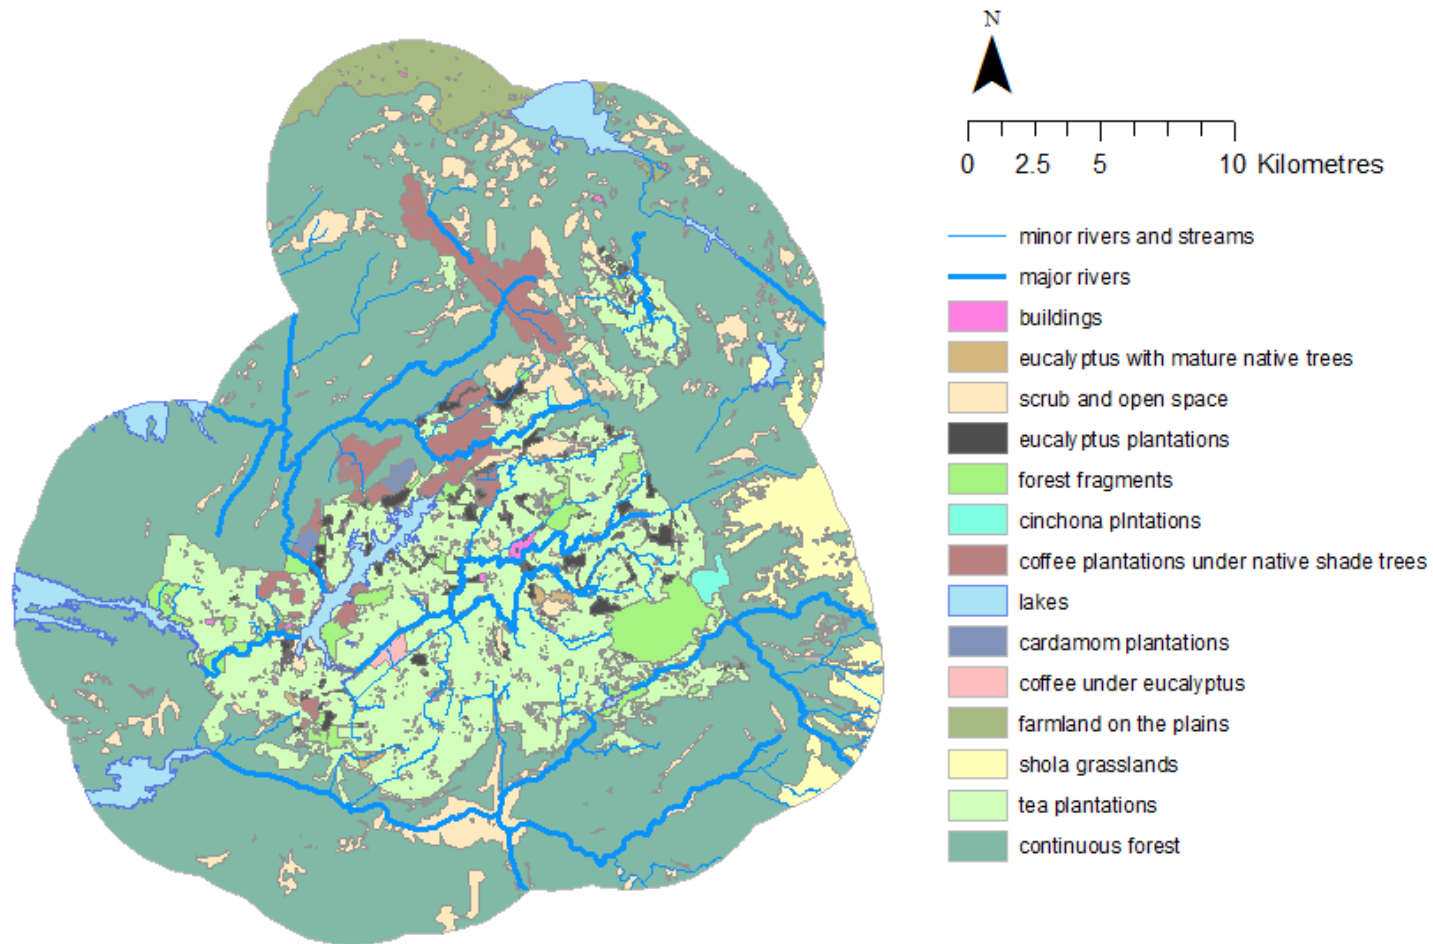 N
0 2.5 5 10 Kilometres
minor rivers and streams
major rivers
buildings
eucalyptus with mature native trees
scrub and open space
eucalyptus plantations
forest fragments
cinchona plntations
coffee plantations under native shade trees
lakes
cardamom plantations
coffee under eucalyptus
farmland on the plains
shola grasslands
tea plantations
continuous forest